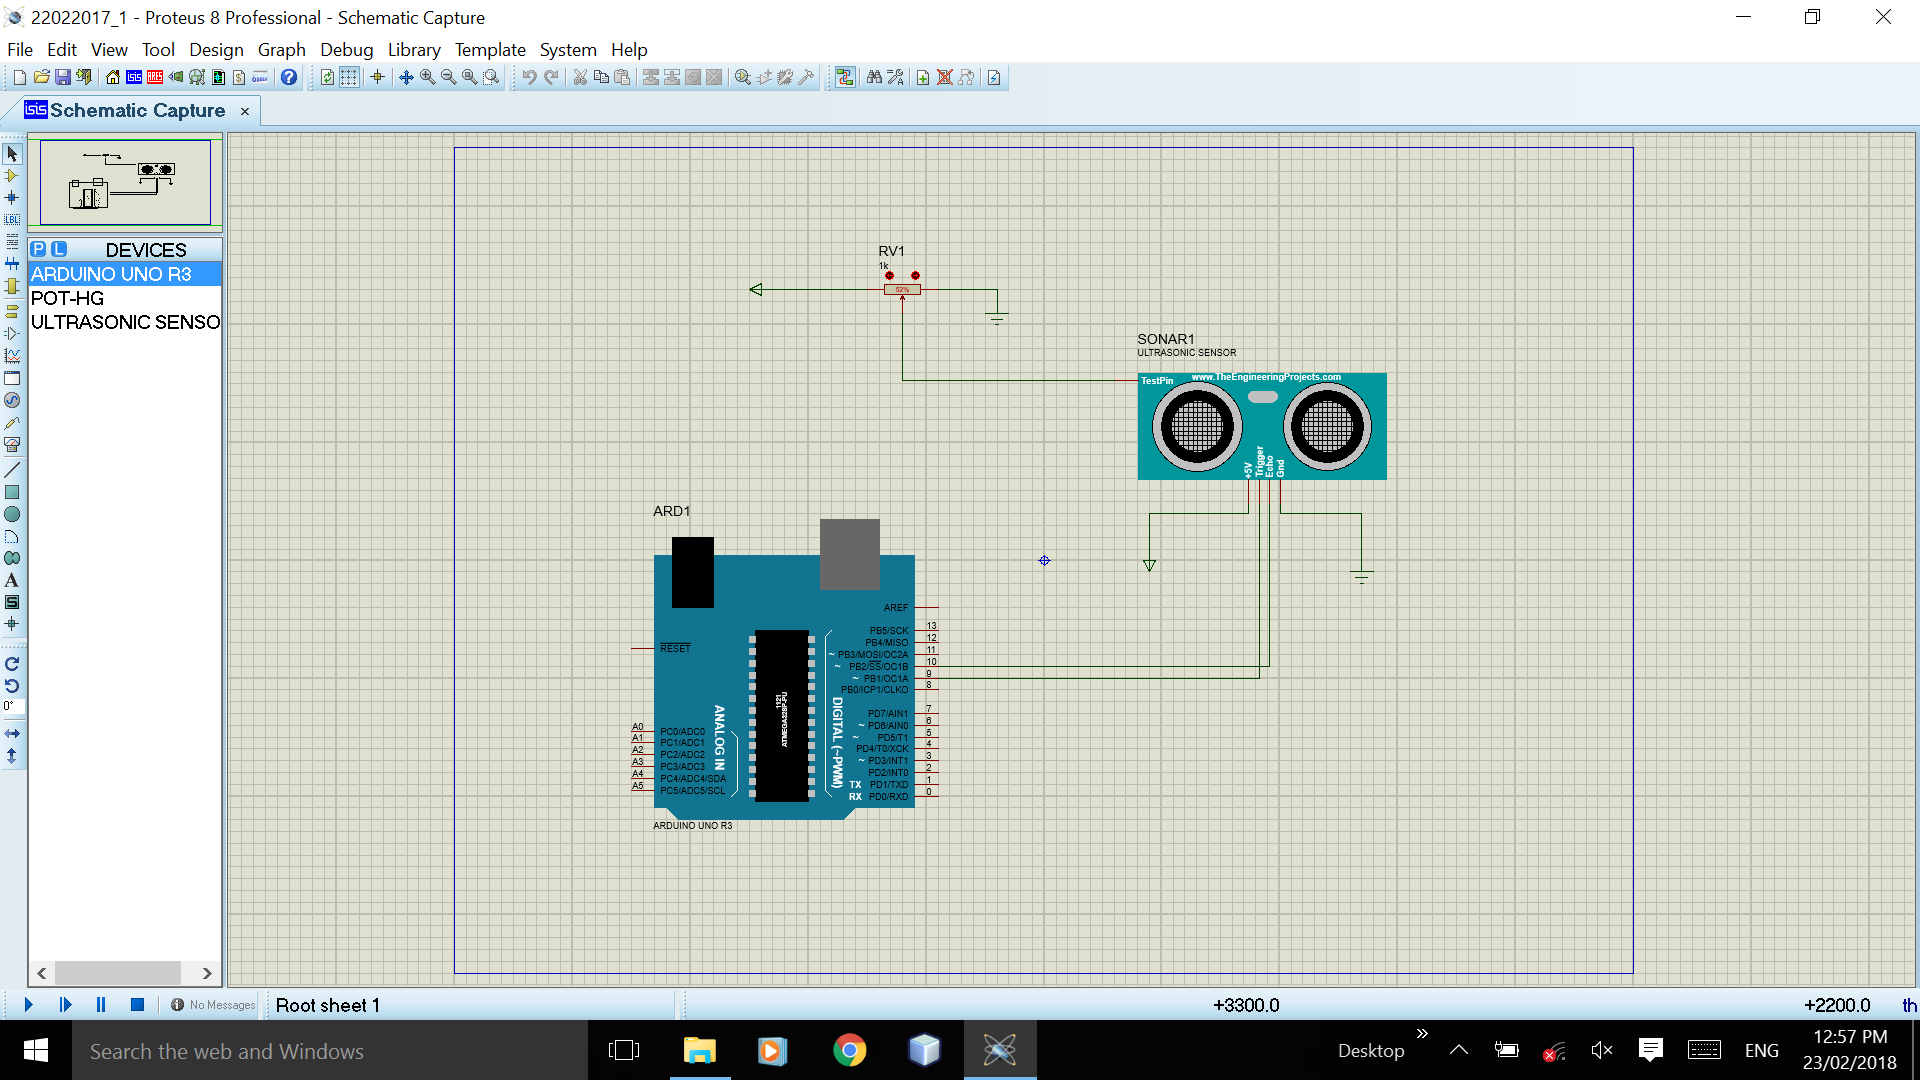 22022017_1 - Proteus 8 Professional - Schematic Capture
File Edit View Tool Design Graph Debug Library Template System Help
Schematic Capture
P L DEVICES
ARDUINO UNO R3
POT-HG
ULTRASONIC SENSO
LBL
A
S
0°
RV1
1k
52%
SONAR1
ULTRASONIC SENSOR
TestPin
www.TheEngineeringProjects.com
+5V
Trigger
Echo
Gnd
ARD1
AREF
PB5/SCK 13
PB4/MISO 12
~ PB3/MOSI/OC2A 11
~ PB2/SS/OC1B 10
~ PB1/OC1A 9
PB0/ICP1/CLKO 8
PD7/AIN1 7
~ PD6/AIN0 6
~ PD5/T1 5
PD4/T0/XCK 4
~ PD3/INT1 3
PD2/INT0 2
TX PD1/TXD 1
RX PD0/RXD 0
RESET
A0 PC0/ADC0
A1 PC1/ADC1
A2 PC2/ADC2
A3 PC3/ADC3
A4 PC4/ADC4/SDA
A5 PC5/ADC5/SCL
ANALOG IN
1121
ATMEGA328P-PU
DIGITAL (~PWM)
ARDUINO UNO R3
No Messages
Root sheet 1
+3300.0
+2200.0
th
Search the web and Windows
Desktop
ENG
12:57 PM
23/02/2018